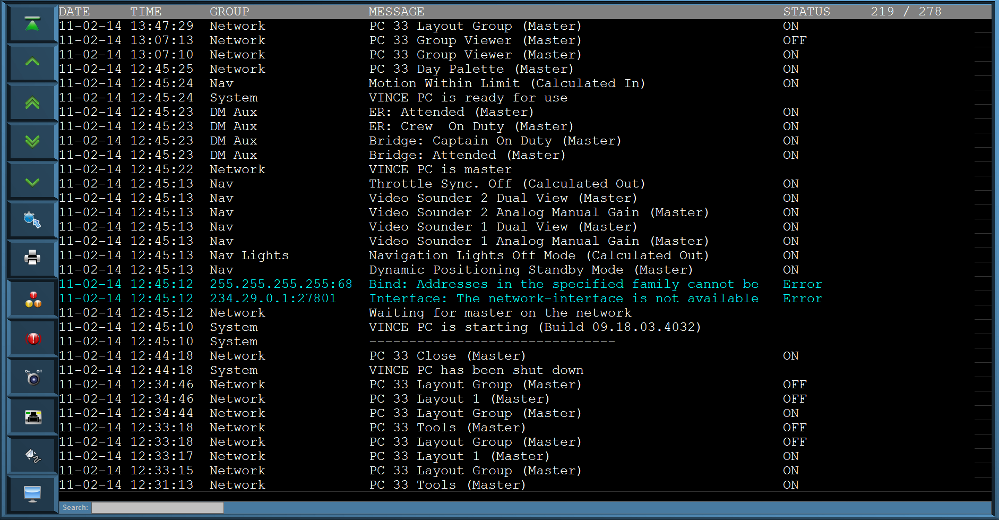 DATE TIME GROUP MESSAGE STATUS 219 / 278
11-02-14 13:47:29 Network PC 33 Layout Group (Master) ON
11-02-14 13:07:13 Network PC 33 Group Viewer (Master) OFF
11-02-14 13:07:10 Network PC 33 Group Viewer (Master) ON
11-02-14 12:45:25 Network PC 33 Day Palette (Master) ON
11-02-14 12:45:24 Nav Motion Within Limit (Calculated In) ON
11-02-14 12:45:24 System VINCE PC is ready for use
11-02-14 12:45:23 DM Aux ER: Attended (Master) ON
11-02-14 12:45:23 DM Aux ER: Crew  On Duty (Master) ON
11-02-14 12:45:23 DM Aux Bridge: Captain On Duty (Master) ON
11-02-14 12:45:23 DM Aux Bridge: Attended (Master) ON
11-02-14 12:45:22 Network VINCE PC is master
11-02-14 12:45:13 Nav Throttle Sync. Off (Calculated Out) ON
11-02-14 12:45:13 Nav Video Sounder 2 Dual View (Master) ON
11-02-14 12:45:13 Nav Video Sounder 2 Analog Manual Gain (Master) ON
11-02-14 12:45:13 Nav Video Sounder 1 Dual View (Master) ON
11-02-14 12:45:13 Nav Video Sounder 1 Analog Manual Gain (Master) ON
11-02-14 12:45:13 Nav Lights Navigation Lights Off Mode (Calculated Out) ON
11-02-14 12:45:13 Nav Dynamic Positioning Standby Mode (Master) ON
11-02-14 12:45:12 255.255.255.255:68 Bind: Addresses in the specified family cannot be Error
11-02-14 12:45:12 234.29.0.1:27801 Interface: The network-interface is not available Error
11-02-14 12:45:12 Network Waiting for master on the network
11-02-14 12:45:10 System VINCE PC is starting (Build 09.18.03.4032)
11-02-14 12:45:10 System -------------------------------
11-02-14 12:44:18 Network PC 33 Close (Master) ON
11-02-14 12:44:18 System VINCE PC has been shut down
11-02-14 12:34:46 Network PC 33 Layout Group (Master) OFF
11-02-14 12:34:46 Network PC 33 Layout 1 (Master) OFF
11-02-14 12:34:44 Network PC 33 Layout Group (Master) ON
11-02-14 12:33:18 Network PC 33 Tools (Master) OFF
11-02-14 12:33:18 Network PC 33 Layout Group (Master) OFF
11-02-14 12:33:17 Network PC 33 Layout 1 (Master) ON
11-02-14 12:33:15 Network PC 33 Layout Group (Master) ON
11-02-14 12:31:13 Network PC 33 Tools (Master) ON
On Off
Search: